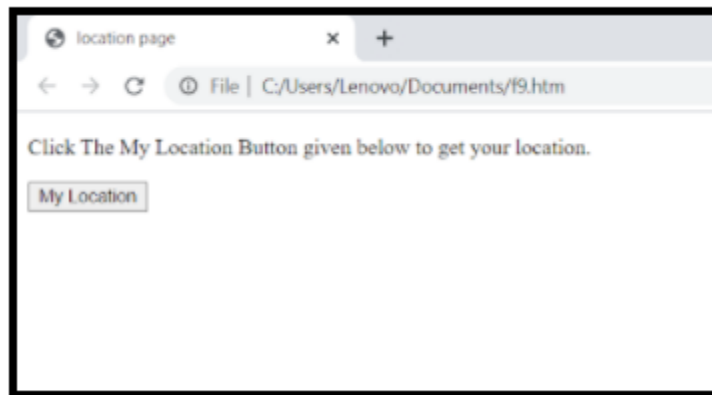 location page
File | C:/Users/Lenovo/Documents/f9.htm
Click The My Location Button given below to get your location.
My Location